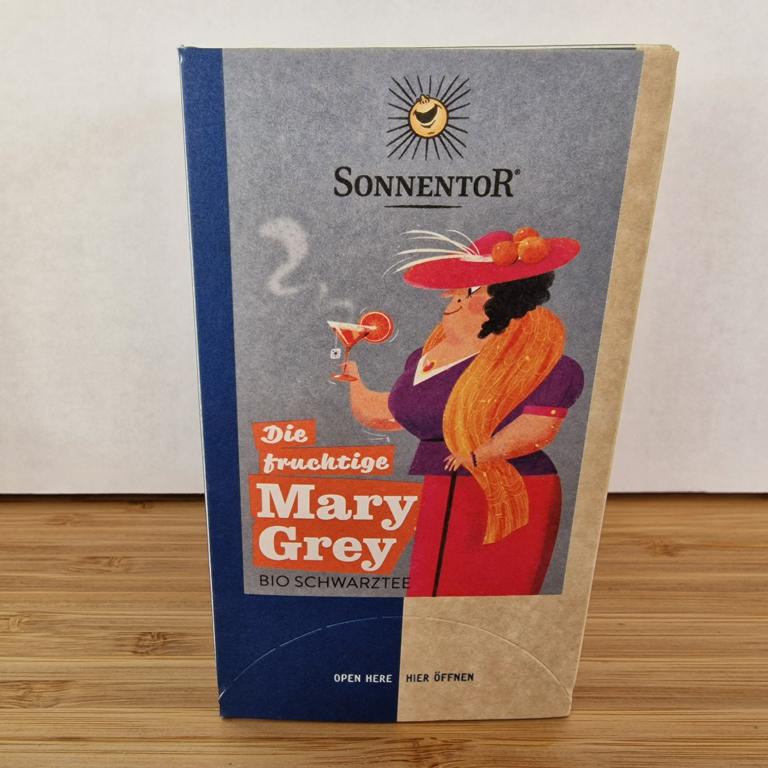 SONNENTOR®
Die
fruchtige
Mary
Grey
BIO SCHWARZTEE
OPEN HERE
HIER ÖFFNEN